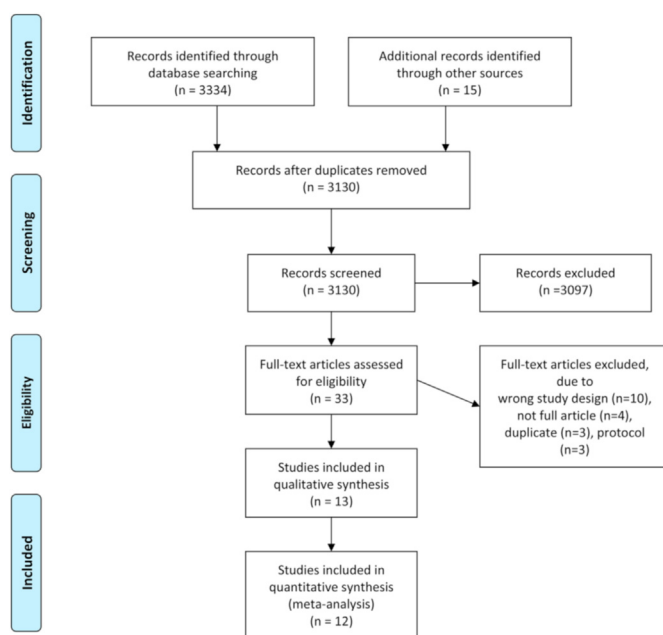 Identification
Records identified through
database searching
(n = 3334)
Additional records identified
through other sources
(n = 15)
Records after duplicates removed
(n = 3130)
Screening
Records screened
(n = 3130)
Records excluded
(n =3097)
Eligibility
Full-text articles assessed
for eligibility
(n = 33)
Full-text articles excluded,
due to
wrong study design (n=10),
not full article (n=4),
duplicate (n=3), protocol
(n=3)
Studies included in
qualitative synthesis
(n = 13)
Included
Studies included in
quantitative synthesis
(meta-analysis)
(n = 12)